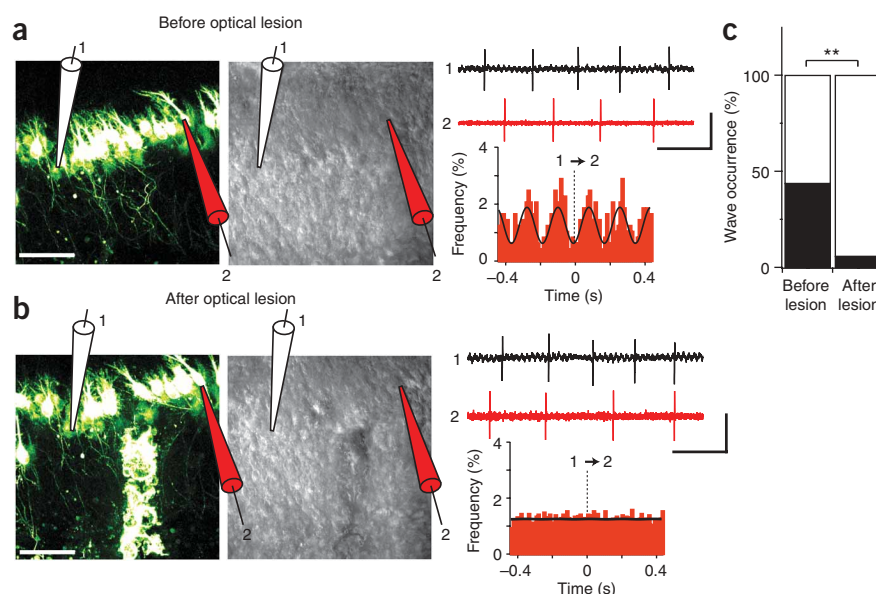 a
Before optical lesion
1
2
2
1
2
Frequency (%)
4
2
0
1 → 2
−0.4
0
0.4
Time (s)
b
After optical lesion
1
2
2
1
2
Frequency (%)
4
2
0
1 → 2
−0.4
0
0.4
Time (s)
c
**
Wave occurrence (%)
100
50
0
Before lesion
After lesion